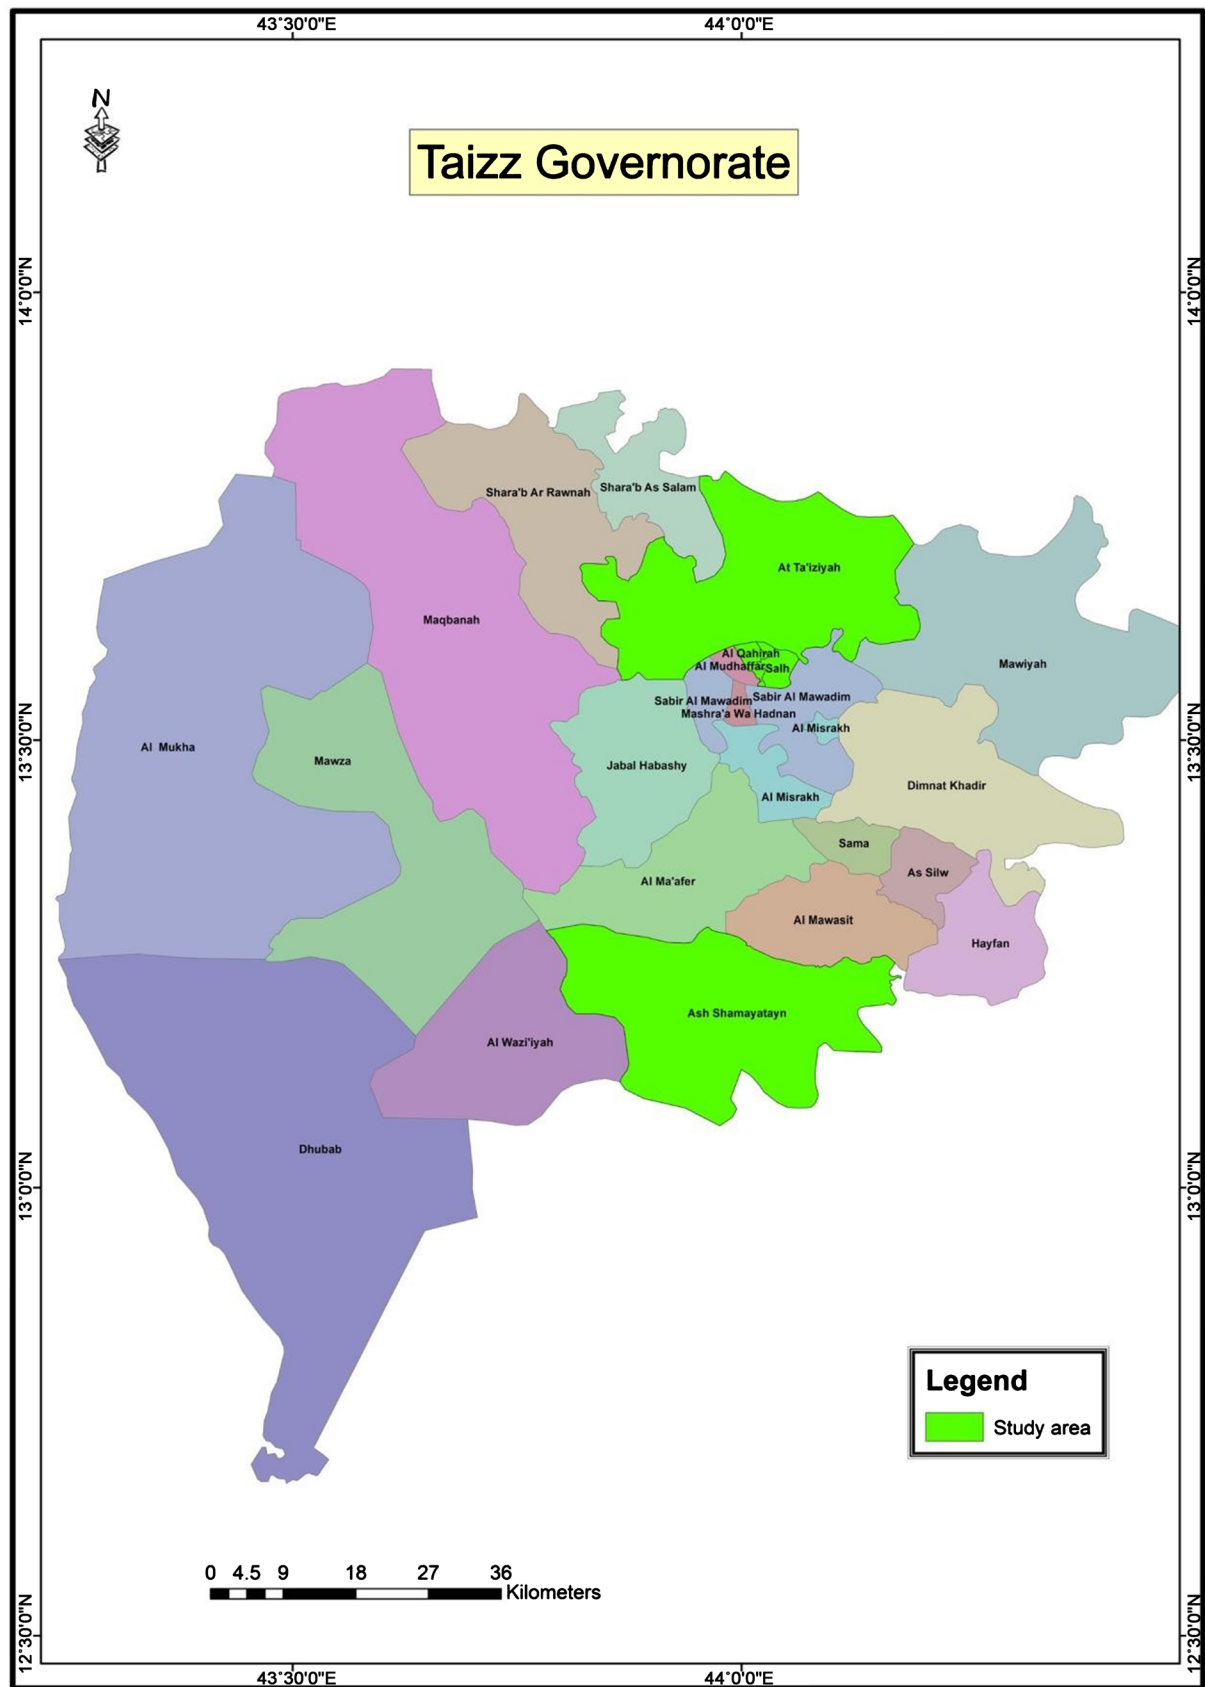 43°30'0"E 44°0'0"E
N
Taizz Governorate
14°0'0"N 14°0'0"N
Shara'b Ar Rawnah
Shara'b As Salam
At Ta'iziyah
Maqbanah
Al Qahirah
Al Mudhaffar
Salh
Mawiyah
Sabir Al Mawadim
Sabir Al Mawadim
Mashra'a Wa Hadnan
Al Misrakh
13°30'0"N 13°30'0"N
Al Mukha
Mawza
Jabal Habashy
Dimnat Khadir
Al Misrakh
Sama
As Silw
Al Ma'afer
Al Mawasit
Hayfan
Ash Shamayatayn
Al Wazi'iyah
Dhubab
13°0'0"N 13°0'0"N
Legend
Study area
0 4.5 9 18 27 36
Kilometers
12°30'0"N 12°30'0"N
43°30'0"E 44°0'0"E